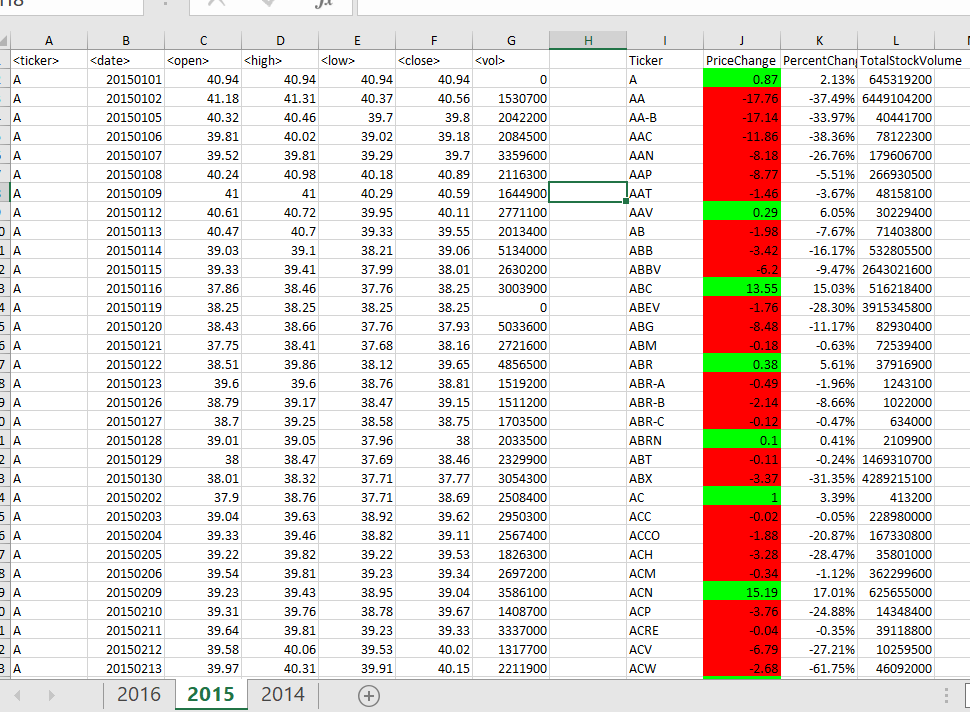 H8 fx
A B C D E F G H I J K L
<ticker> <date> <open> <high> <low> <close> <vol> Ticker PriceChange PercentChang TotalStockVolume
A 20150101 40.94 40.94 40.94 40.94 0 A 0.87 2.13% 645319200
A 20150102 41.18 41.31 40.37 40.56 1530700 AA -17.76 -37.49% 6449104200
A 20150105 40.32 40.46 39.7 39.8 2042200 AA-B -17.14 -33.97% 40441700
A 20150106 39.81 40.02 39.02 39.18 2084500 AAC -11.86 -38.36% 78122300
A 20150107 39.52 39.81 39.29 39.7 3359600 AAN -8.18 -26.76% 179606700
A 20150108 40.24 40.98 40.18 40.89 2116300 AAP -8.77 -5.51% 266930500
A 20150109 41 41 40.29 40.59 1644900 AAT -1.46 -3.67% 48158100
A 20150112 40.61 40.72 39.95 40.11 2771100 AAV 0.29 6.05% 30229400
A 20150113 40.47 40.7 39.33 39.55 2013400 AB -1.98 -7.67% 71403800
A 20150114 39.03 39.1 38.21 39.06 5134000 ABB -3.42 -16.17% 532805500
A 20150115 39.33 39.41 37.99 38.01 2630200 ABBV -6.2 -9.47% 2643021600
A 20150116 37.86 38.46 37.76 38.25 3003900 ABC 13.55 15.03% 516218400
A 20150119 38.25 38.25 38.25 38.25 0 ABEV -1.76 -28.30% 3915345800
A 20150120 38.43 38.66 37.76 37.93 5033600 ABG -8.48 -11.17% 82930400
A 20150121 37.75 38.41 37.68 38.16 2721600 ABM -0.18 -0.63% 72539400
A 20150122 38.51 39.86 38.12 39.65 4856500 ABR 0.38 5.61% 37916900
A 20150123 39.6 39.6 38.76 38.81 1519200 ABR-A -0.49 -1.96% 1243100
A 20150126 38.79 39.17 38.47 39.15 1511200 ABR-B -2.14 -8.66% 1022000
A 20150127 38.7 39.25 38.58 38.75 1703500 ABR-C -0.12 -0.47% 634000
A 20150128 39.01 39.05 37.96 38 2033500 ABRN 0.1 0.41% 2109900
A 20150129 38 38.47 37.69 38.46 2329900 ABT -0.11 -0.24% 1469310700
A 20150130 38.01 38.32 37.71 37.77 3054300 ABX -3.37 -31.35% 4289215100
A 20150202 37.9 38.76 37.71 38.69 2508400 AC 1 3.39% 413200
A 20150203 39.04 39.63 38.92 39.62 2950300 ACC -0.02 -0.05% 228980000
A 20150204 39.33 39.46 38.82 39.11 2567400 ACCO -1.88 -20.87% 167330800
A 20150205 39.22 39.82 39.22 39.53 1826300 ACH -3.28 -28.47% 35801000
A 20150206 39.54 39.81 39.23 39.34 2697200 ACM -0.34 -1.12% 362299600
A 20150209 39.23 39.43 38.95 39.04 3586100 ACN 15.19 17.01% 625655000
A 20150210 39.31 39.76 38.78 39.67 1408700 ACP -3.76 -24.88% 14348400
A 20150211 39.64 39.81 39.23 39.33 3337000 ACRE -0.04 -0.35% 39118800
A 20150212 39.58 40.06 39.53 40.02 1317700 ACV -6.79 -27.21% 10259500
A 20150213 39.97 40.31 39.91 40.15 2211900 ACW -2.68 -61.75% 46092000
2016 2015 2014